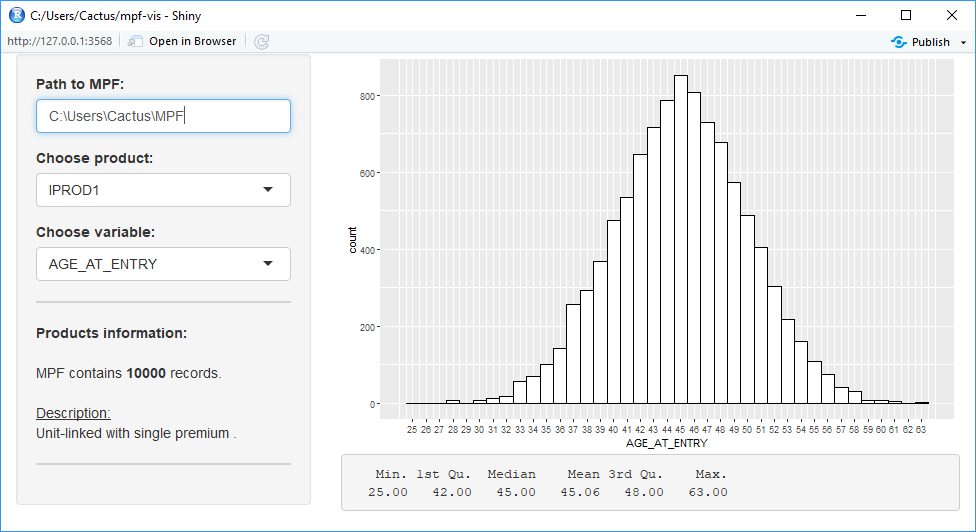 C:/Users/Cactus/mpf-vis - Shiny
http://127.0.0.1:3568 Open in Browser Publish
Path to MPF:
C:\Users\Cactus\MPF
Choose product:
IPROD1
Choose variable:
AGE_AT_ENTRY
Products information:
MPF contains 10000 records.
Description:
Unit-linked with single premium .
count
800
600
400
200
0
25 26 27 28 29 30 31 32 33 34 35 36 37 38 39 40 41 42 43 44 45 46 47 48 49 50 51 52 53 54 55 56 57 58 59 60 61 62 63
AGE_AT_ENTRY
Min. 1st Qu. Median Mean 3rd Qu. Max.
25.00 42.00 45.00 45.06 48.00 63.00